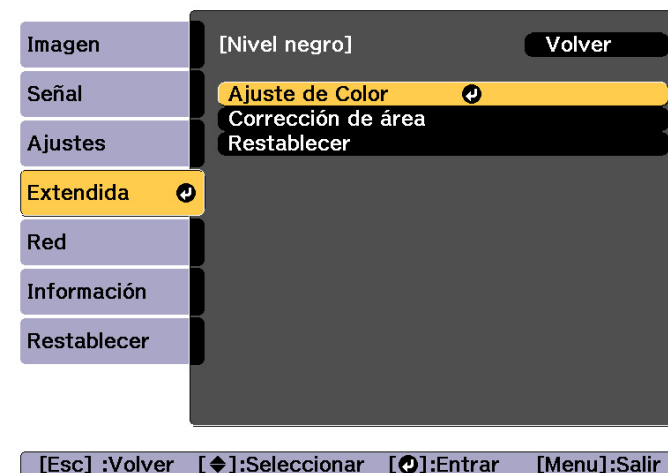 Imagen
Señal
Ajustes
Extendida
Red
Información
Restablecer
[Nivel negro] Volver
Ajuste de Color
Corrección de área
Restablecer
[Esc] :Volver [◆]:Seleccionar [↵]:Entrar [Menu]:Salir